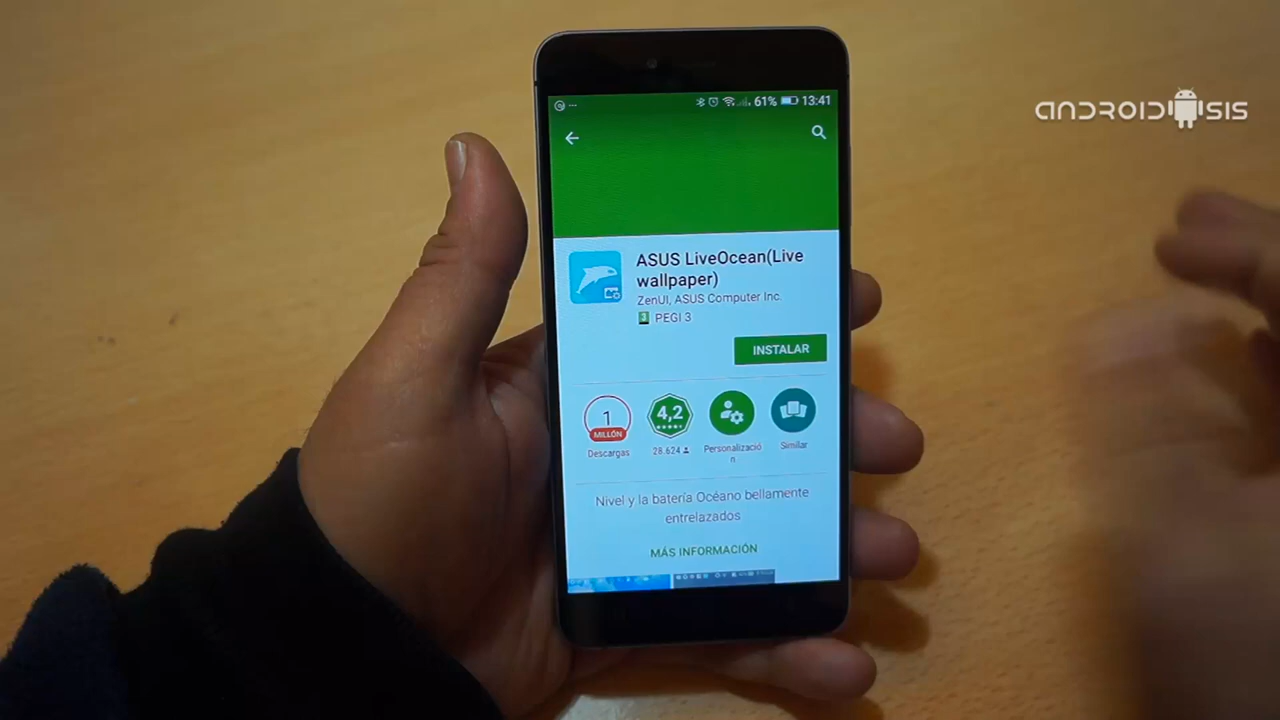 61% 13:41
ANDROIDSIS
ASUS LiveOcean(Live
wallpaper)
ZenUI, ASUS Computer Inc.
3 PEGI 3
INSTALAR
1
MILLÓN
Descargas
4,2
28.624
Personalizació
n
Similar
Nivel y la batería Océano bellamente
entrelazados
MÁS INFORMACIÓN